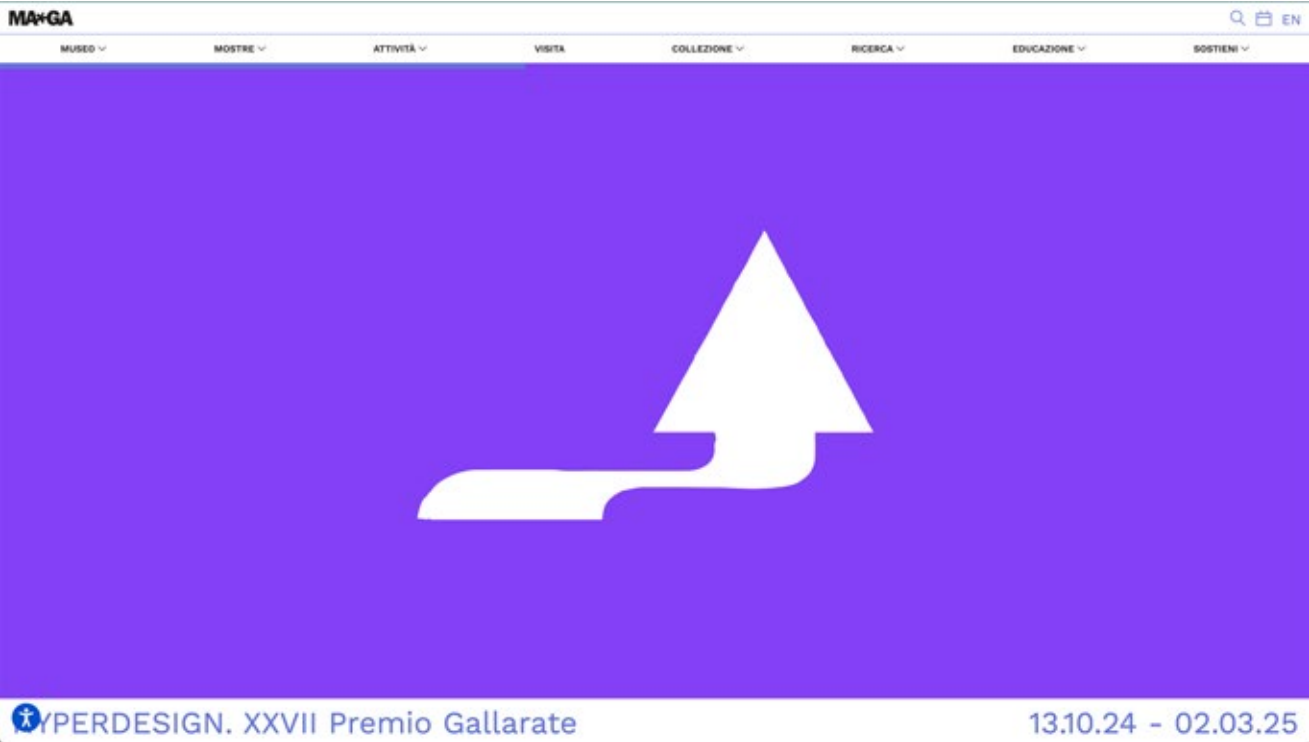 MA*GA
EN
MUSEO MOSTRE ATTIVITÀ VISITA COLLEZIONE RICERCA EDUCAZIONE SOSTIENI
YPERDESIGN. XXVII Premio Gallarate
13.10.24 - 02.03.25